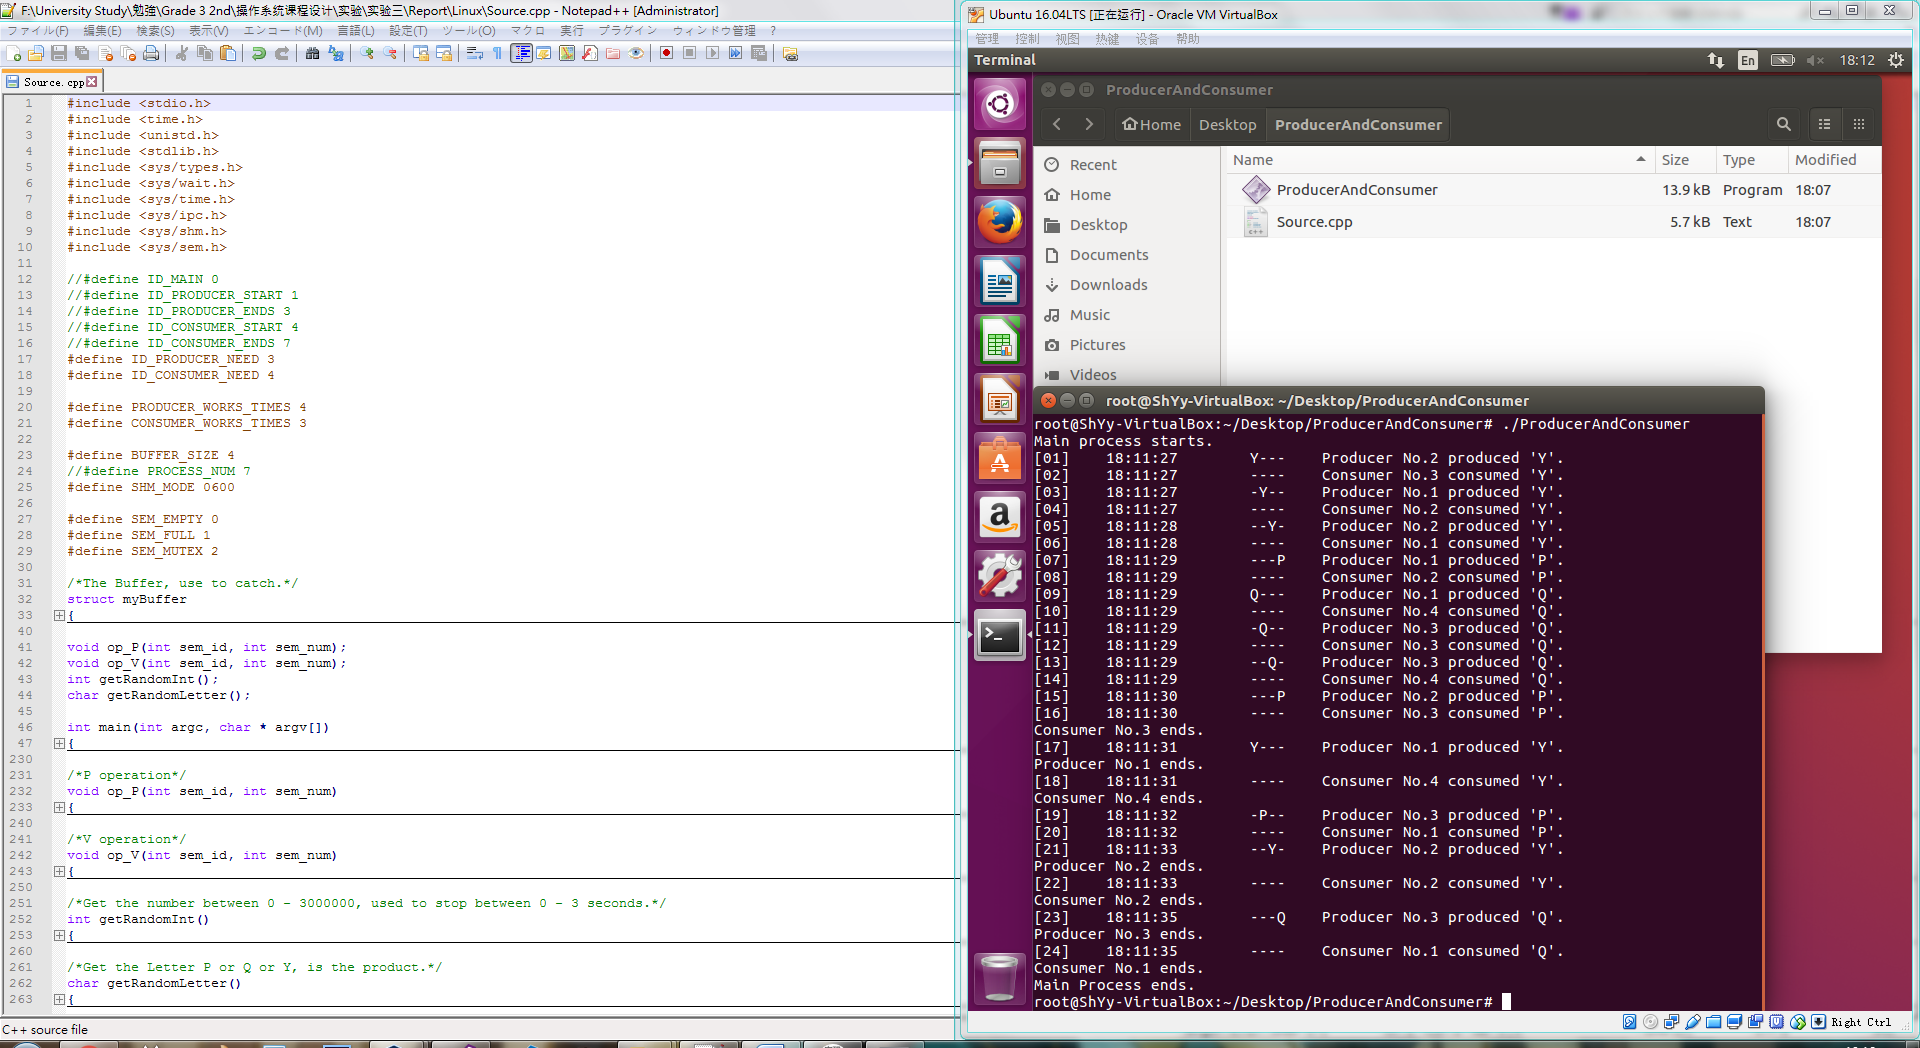 F:\University Study\勉強\Grade 3 2nd\操作系统课程设计\实验\实验三\Report\Linux\Source.cpp - Notepad++ [Administrator]
ファイル(F) 編集(E) 検索(S) 表示(V) エンコード(M) 言語(L) 設定(T) ツール(O) マクロ 実行 プラグイン ウィンドウ管理 ?
Source.cpp
1 #include <stdio.h>
2 #include <time.h>
3 #include <unistd.h>
4 #include <stdlib.h>
5 #include <sys/types.h>
6 #include <sys/wait.h>
7 #include <sys/time.h>
8 #include <sys/ipc.h>
9 #include <sys/shm.h>
10 #include <sys/sem.h>
11
12 //#define ID_MAIN 0
13 //#define ID_PRODUCER_START 1
14 //#define ID_PRODUCER_ENDS 3
15 //#define ID_CONSUMER_START 4
16 //#define ID_CONSUMER_ENDS 7
17 #define ID_PRODUCER_NEED 3
18 #define ID_CONSUMER_NEED 4
19
20 #define PRODUCER_WORKS_TIMES 4
21 #define CONSUMER_WORKS_TIMES 3
22
23 #define BUFFER_SIZE 4
24 //#define PROCESS_NUM 7
25 #define SHM_MODE 0600
26
27 #define SEM_EMPTY 0
28 #define SEM_FULL 1
29 #define SEM_MUTEX 2
30
31 /*The Buffer, use to catch.*/
32 struct myBuffer
33 {
40
41 void op_P(int sem_id, int sem_num);
42 void op_V(int sem_id, int sem_num);
43 int getRandomInt();
44 char getRandomLetter();
45
46 int main(int argc, char * argv[])
47 {
230
231 /*P operation*/
232 void op_P(int sem_id, int sem_num)
233 {
240
241 /*V operation*/
242 void op_V(int sem_id, int sem_num)
243 {
250
251 /*Get the number between 0 - 3000000, used to stop between 0 - 3 seconds.*/
252 int getRandomInt()
253 {
260
261 /*Get the Letter P or Q or Y, is the product.*/
262 char getRandomLetter()
263 {
C++ source file
Ubuntu 16.04LTS [正在运行] - Oracle VM VirtualBox
管理 控制 视图 热键 设备 帮助
Terminal En 18:12
ProducerAndConsumer
Home Desktop ProducerAndConsumer
Recent
Home
Desktop
Documents
Downloads
Music
Pictures
Videos
Name Size Type Modified
ProducerAndConsumer 13.9 kB Program 18:07
Source.cpp 5.7 kB Text 18:07
root@ShYy-VirtualBox: ~/Desktop/ProducerAndConsumer
root@ShYy-VirtualBox:~/Desktop/ProducerAndConsumer# ./ProducerAndConsumer
Main process starts.
[01] 18:11:27 Y--- Producer No.2 produced 'Y'.
[02] 18:11:27 ---- Consumer No.3 consumed 'Y'.
[03] 18:11:27 -Y-- Producer No.1 produced 'Y'.
[04] 18:11:27 ---- Consumer No.2 consumed 'Y'.
[05] 18:11:28 --Y- Producer No.2 produced 'Y'.
[06] 18:11:28 ---- Consumer No.1 consumed 'Y'.
[07] 18:11:29 ---P Producer No.1 produced 'P'.
[08] 18:11:29 ---- Consumer No.2 consumed 'P'.
[09] 18:11:29 Q--- Producer No.1 produced 'Q'.
[10] 18:11:29 ---- Consumer No.4 consumed 'Q'.
[11] 18:11:29 -Q-- Producer No.3 produced 'Q'.
[12] 18:11:29 ---- Consumer No.3 consumed 'Q'.
[13] 18:11:29 --Q- Producer No.3 produced 'Q'.
[14] 18:11:29 ---- Consumer No.4 consumed 'Q'.
[15] 18:11:30 ---P Producer No.2 produced 'P'.
[16] 18:11:30 ---- Consumer No.3 consumed 'P'.
Consumer No.3 ends.
[17] 18:11:31 Y--- Producer No.1 produced 'Y'.
Producer No.1 ends.
[18] 18:11:31 ---- Consumer No.4 consumed 'Y'.
Consumer No.4 ends.
[19] 18:11:32 -P-- Producer No.3 produced 'P'.
[20] 18:11:32 ---- Consumer No.1 consumed 'P'.
[21] 18:11:33 --Y- Producer No.2 produced 'Y'.
Producer No.2 ends.
[22] 18:11:33 ---- Consumer No.2 consumed 'Y'.
Consumer No.2 ends.
[23] 18:11:35 ---Q Producer No.3 produced 'Q'.
Producer No.3 ends.
[24] 18:11:35 ---- Consumer No.1 consumed 'Q'.
Consumer No.1 ends.
Main Process ends.
root@ShYy-VirtualBox:~/Desktop/ProducerAndConsumer#
Right Ctrl